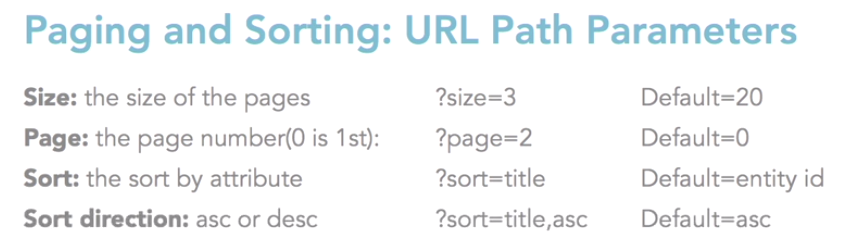 Paging and Sorting: URL Path Parameters
Size: the size of the pages ?size=3 Default=20
Page: the page number(0 is 1st): ?page=2 Default=0
Sort: the sort by attribute ?sort=title Default=entity id
Sort direction: asc or desc ?sort=title,asc Default=asc